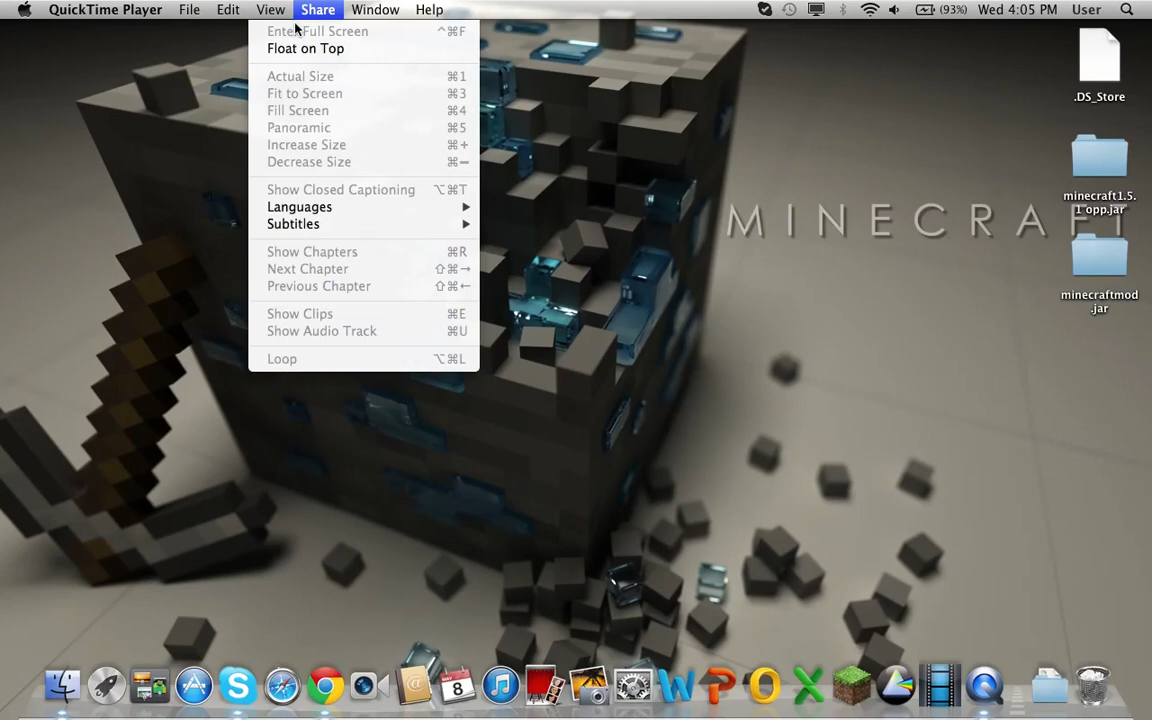 QuickTime Player File Edit View Share Window Help (93%) Wed 4:05 PM User
Enter Full Screen ^⌘F
Float on Top
Actual Size ⌘1
Fit to Screen ⌘3
Fill Screen ⌘4
Panoramic ⌘5
Increase Size ⌘+
Decrease Size ⌘−
Show Closed Captioning ⌥⌘T
Languages
Subtitles
Show Chapters ⌘R
Next Chapter ⇧⌘→
Previous Chapter ⇧⌘←
Show Clips ⌘E
Show Audio Track ⌘U
Loop ⌥⌘L
MINECRAFT
.DS_Store
minecraft1.5.
1 opp.jar
minecraftmod
.jar
8
W P O X